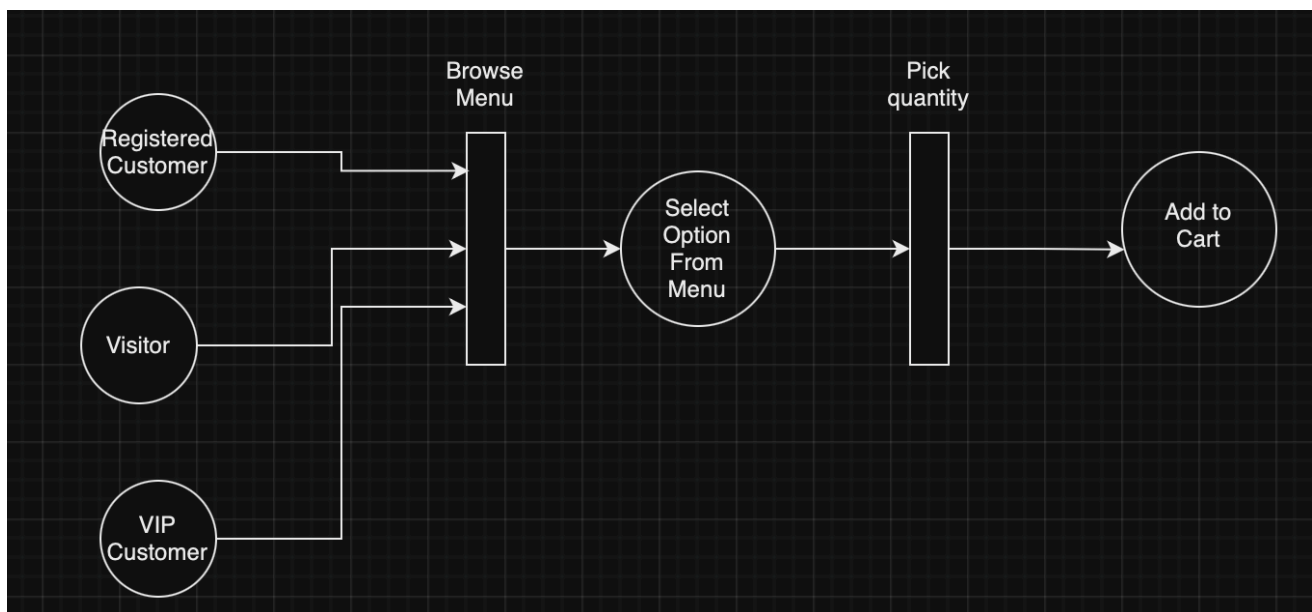 Browse
Menu
Pick
quantity
Registered
Customer
Select
Option
From
Menu
Add to
Cart
Visitor
VIP
Customer